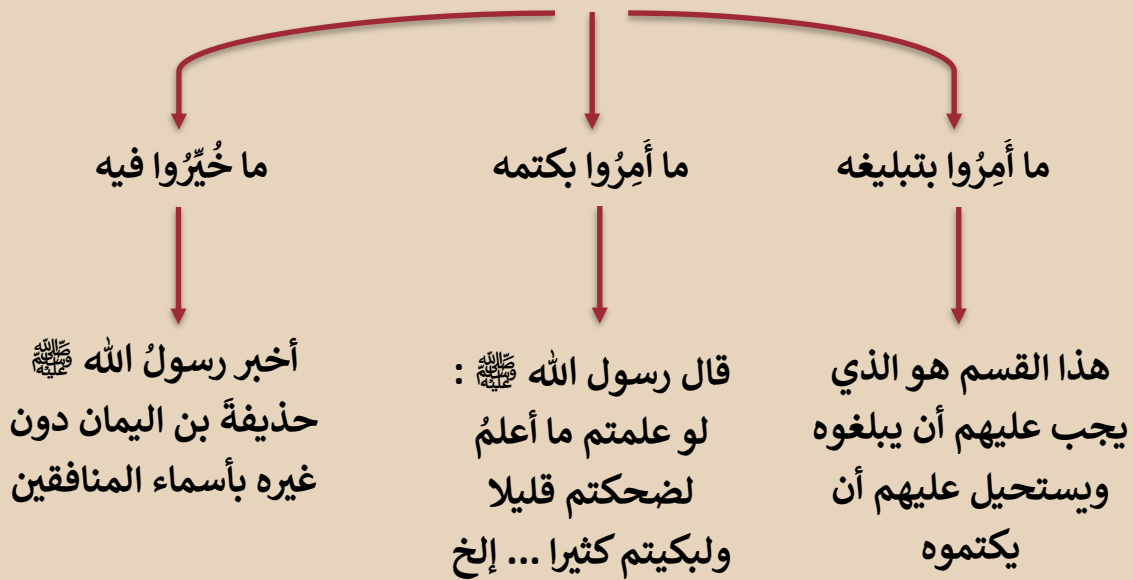 ما أَمِرُوا بتبليغه
ما أَمِرُوا بكتمه
ما خُيِّرُوا فيه
هذا القسم هو الذي
يجب عليهم أن يبلغوه
ويستحيل عليهم أن
يكتموه
قال رسول الله ﷺ :
لو علمتم ما أعلمُ
لضحكتم قليلا
ولبكيتم كثيرا ... إلخ
أخبر رسولُ الله ﷺ
حذيفةَ بن اليمان دون
غيره بأسماء المنافقين